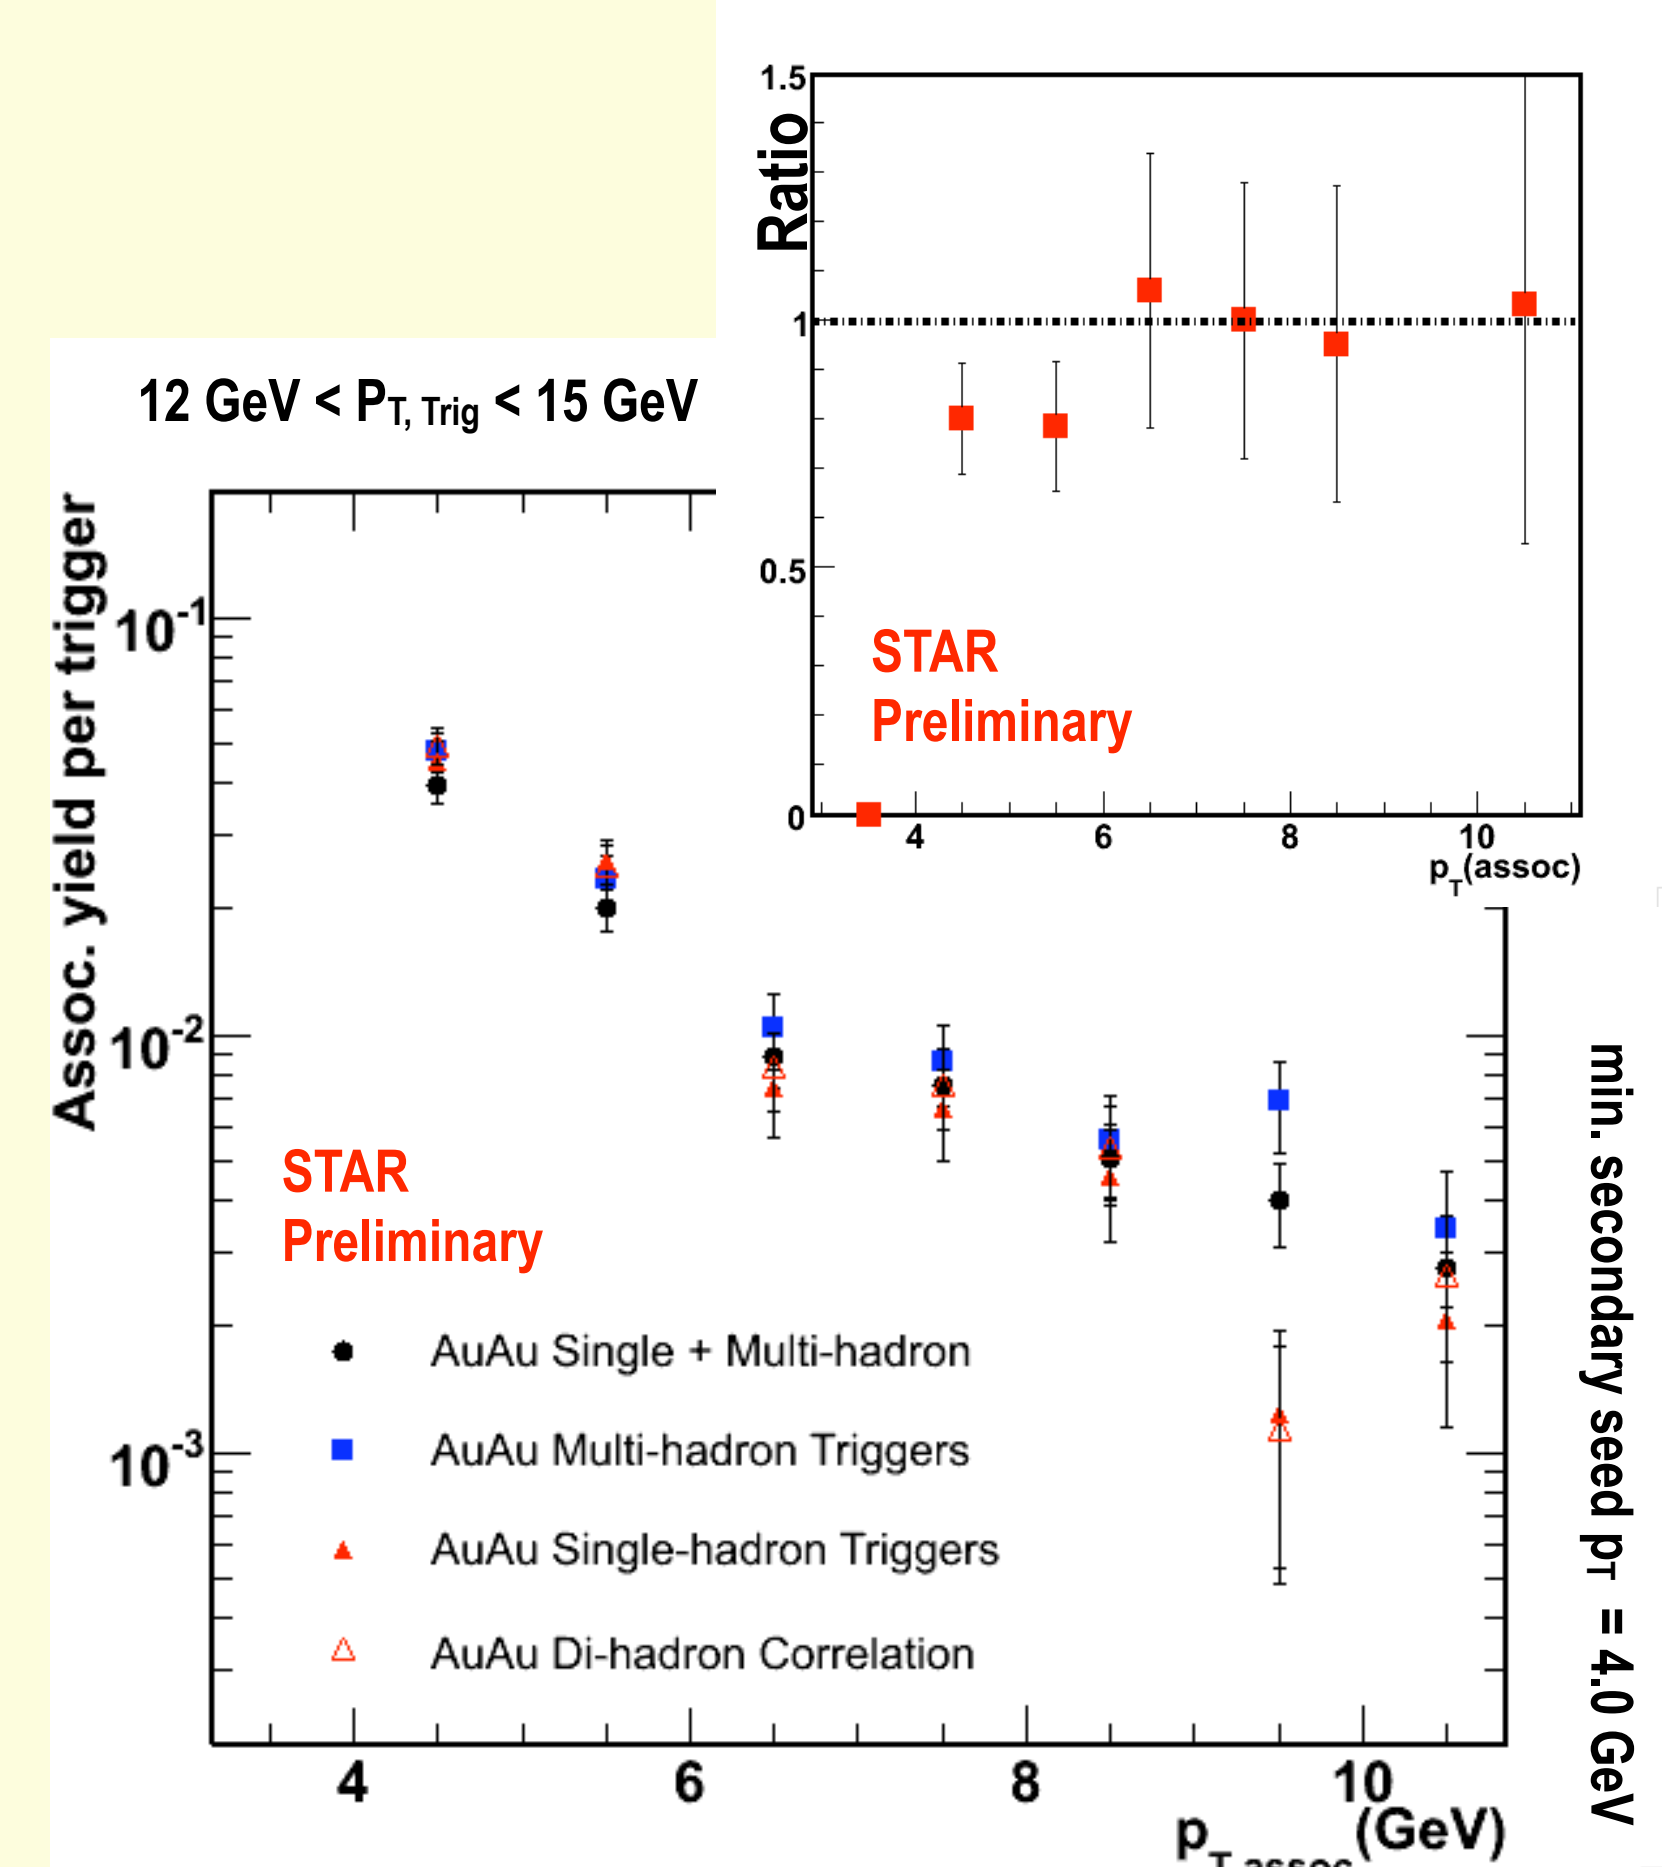 1.5
Ratio
1
0.5
STAR
Preliminary
0
4 6 8 10
p_T(assoc)
12 GeV < P_T, Trig < 15 GeV
Assoc. yield per trigger
10^-1
10^-2
10^-3
STAR
Preliminary
AuAu Single + Multi-hadron
AuAu Multi-hadron Triggers
AuAu Single-hadron Triggers
AuAu Di-hadron Correlation
4 6 8 10
p_T,assoc (GeV)
min. secondary seed p_T = 4.0 GeV